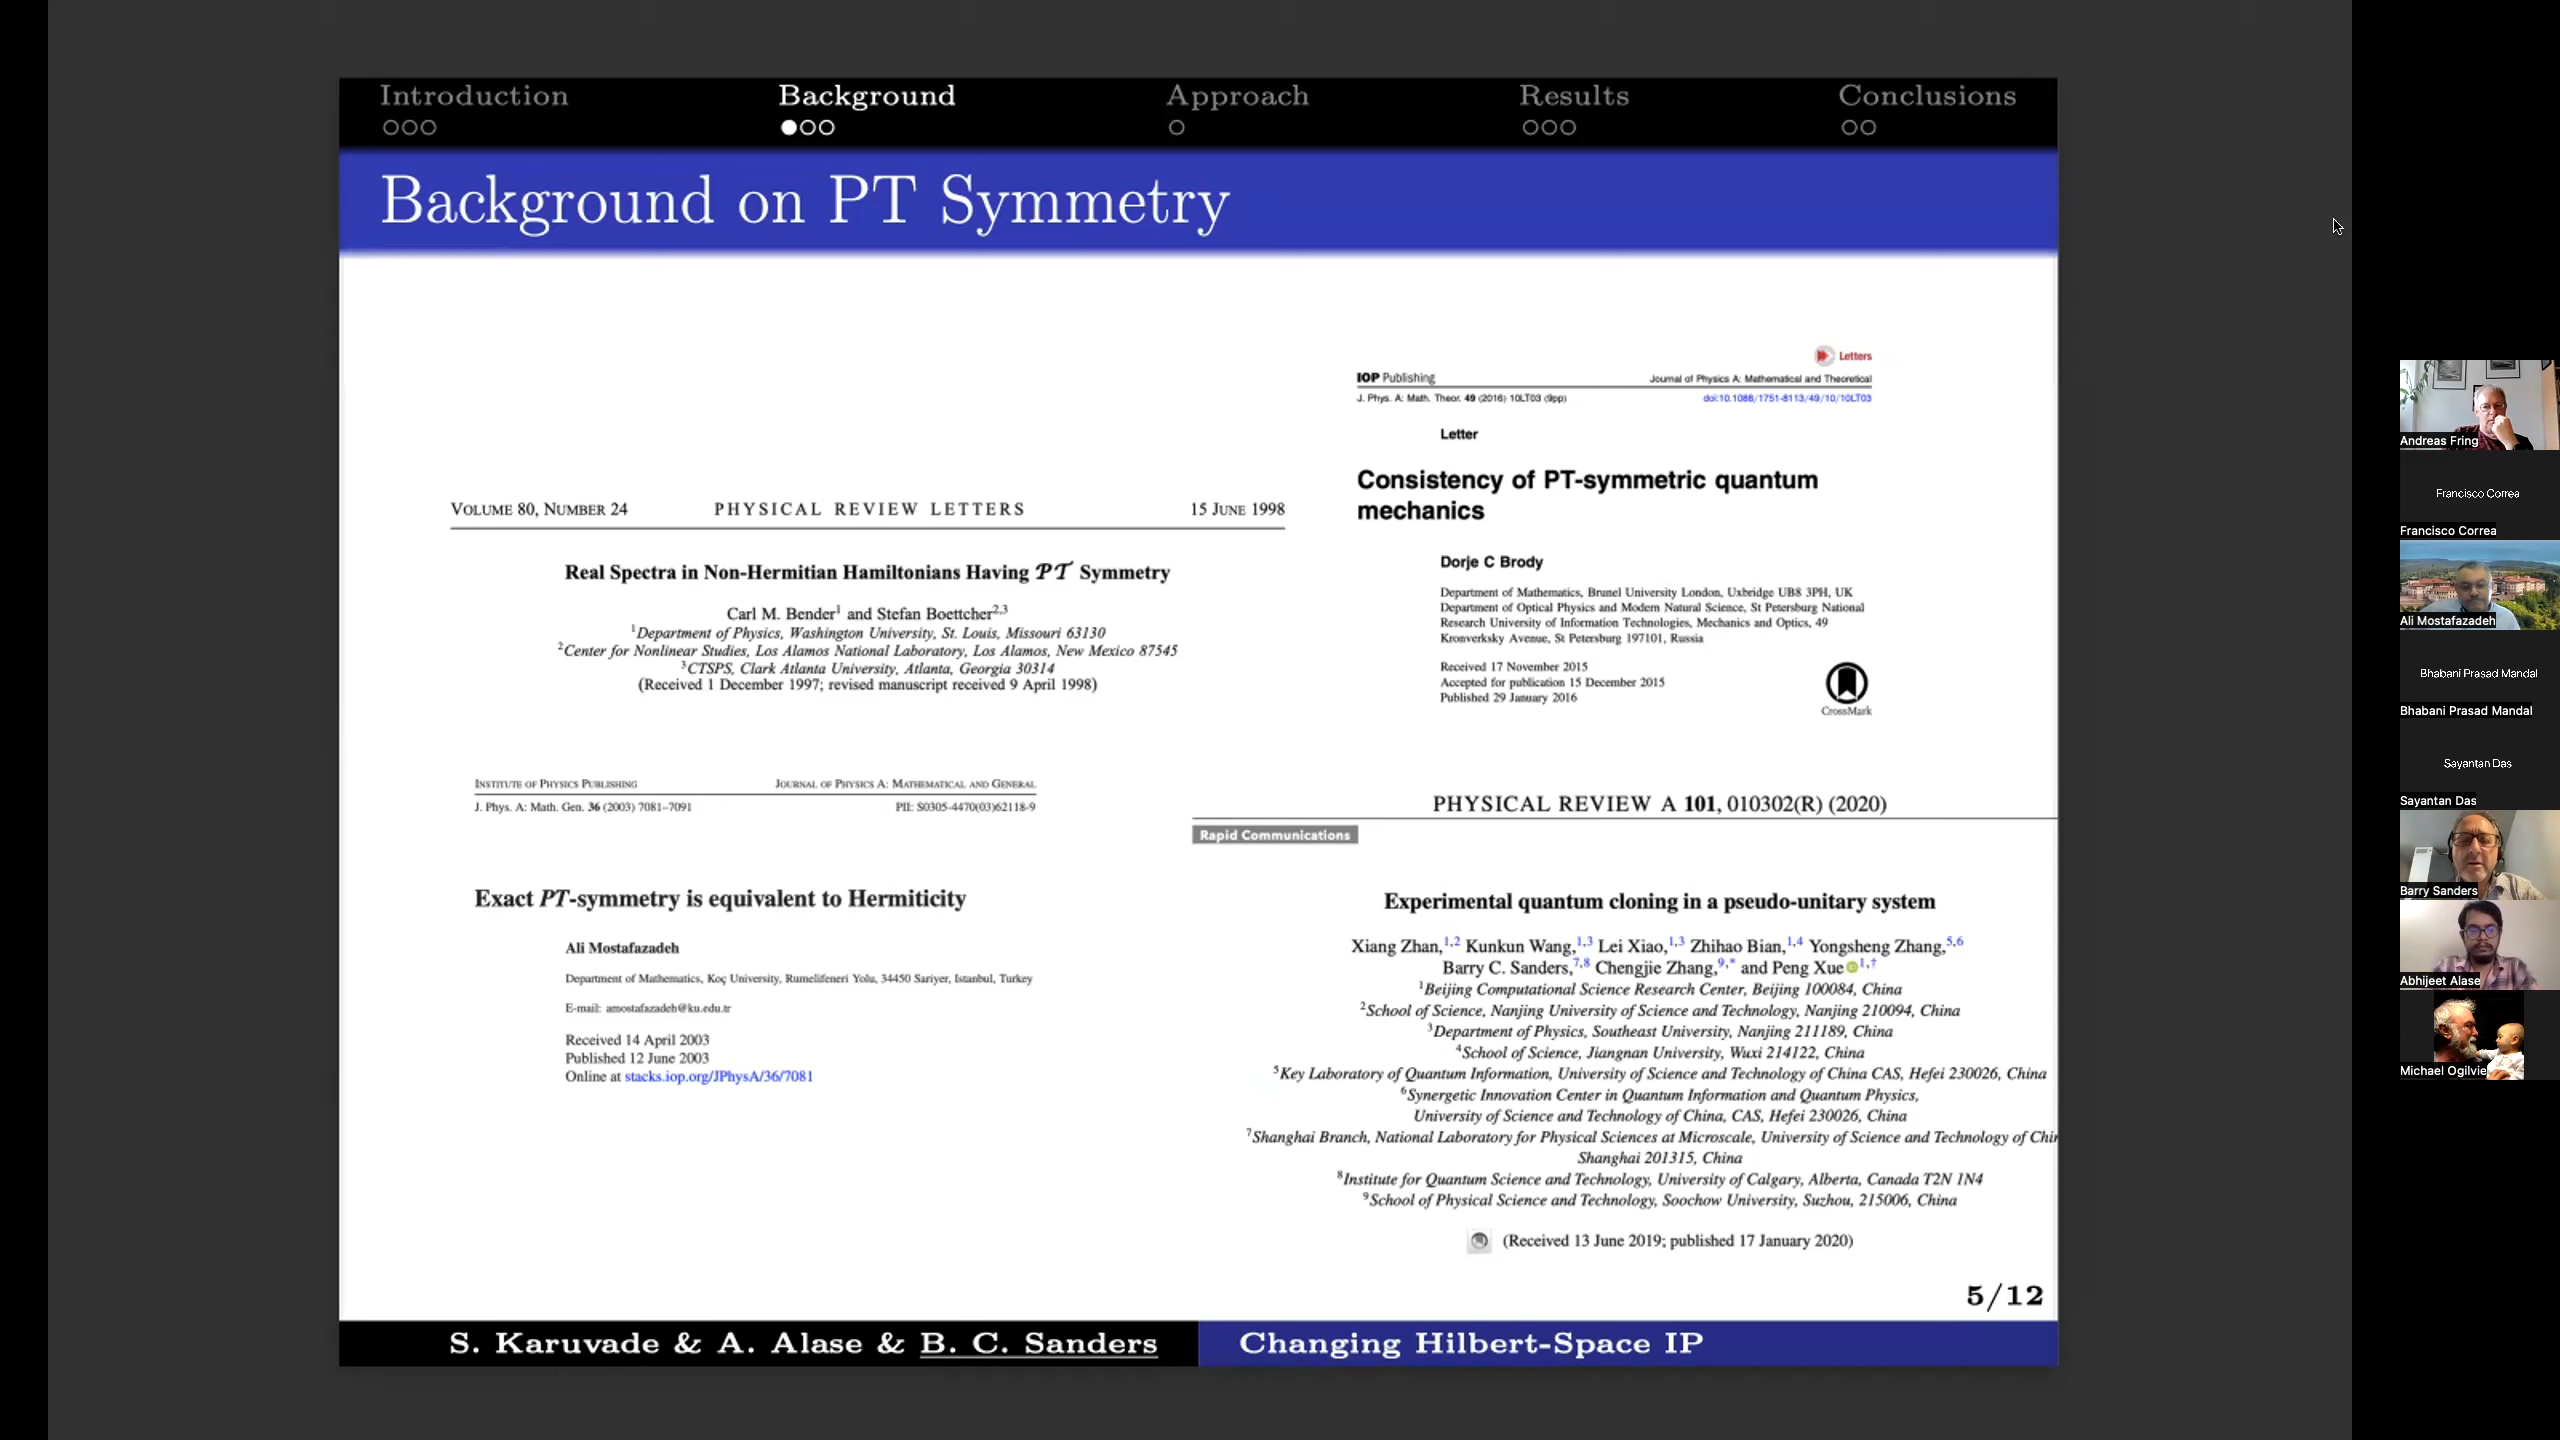 Introduction
Background
Approach
Results
Conclusions
Background on PT Symmetry
VOLUME 80, NUMBER 24 PHYSICAL REVIEW LETTERS 15 JUNE 1998
Real Spectra in Non-Hermitian Hamiltonians Having PT Symmetry
Carl M. Bender1 and Stefan Boettcher2,3
1Department of Physics, Washington University, St. Louis, Missouri 63130
2Center for Nonlinear Studies, Los Alamos National Laboratory, Los Alamos, New Mexico 87545
3CTSPS, Clark Atlanta University, Atlanta, Georgia 30314
(Received 1 December 1997; revised manuscript received 9 April 1998)
Letters
IOP Publishing Journal of Physics A: Mathematical and Theoretical
J. Phys. A: Math. Theor. 49 (2016) 10LT03 (9pp) doi:10.1088/1751-8113/49/10/10LT03
Letter
Consistency of PT-symmetric quantum
mechanics
Dorje C Brody
Department of Mathematics, Brunel University London, Uxbridge UB8 3PH, UK
Department of Optical Physics and Modern Natural Science, St Petersburg National
Research University of Information Technologies, Mechanics and Optics, 49
Kronverksky Avenue, St Petersburg 197101, Russia
Received 17 November 2015
Accepted for publication 15 December 2015
Published 29 January 2016
CrossMark
INSTITUTE OF PHYSICS PUBLISHING JOURNAL OF PHYSICS A: MATHEMATICAL AND GENERAL
J. Phys. A: Math. Gen. 36 (2003) 7081–7091 PII: S0305-4470(03)62118-9
Exact PT-symmetry is equivalent to Hermiticity
Ali Mostafazadeh
Department of Mathematics, Koç University, Rumelifeneri Yolu, 34450 Sariyer, Istanbul, Turkey
E-mail: amostafazadeh@ku.edu.tr
Received 14 April 2003
Published 12 June 2003
Online at stacks.iop.org/JPhysA/36/7081
PHYSICAL REVIEW A 101, 010302(R) (2020)
Rapid Communications
Experimental quantum cloning in a pseudo-unitary system
Xiang Zhan,1,2 Kunkun Wang,1,3 Lei Xiao,1,3 Zhihao Bian,1,4 Yongsheng Zhang,5,6
Barry C. Sanders,7,8 Chengjie Zhang,9,* and Peng Xue1,†
1Beijing Computational Science Research Center, Beijing 100084, China
2School of Science, Nanjing University of Science and Technology, Nanjing 210094, China
3Department of Physics, Southeast University, Nanjing 211189, China
4School of Science, Jiangnan University, Wuxi 214122, China
5Key Laboratory of Quantum Information, University of Science and Technology of China CAS, Hefei 230026, China
6Synergetic Innovation Center in Quantum Information and Quantum Physics,
University of Science and Technology of China, CAS, Hefei 230026, China
7Shanghai Branch, National Laboratory for Physical Sciences at Microscale, University of Science and Technology of Chi
Shanghai 201315, China
8Institute for Quantum Science and Technology, University of Calgary, Alberta, Canada T2N 1N4
9School of Physical Science and Technology, Soochow University, Suzhou, 215006, China
(Received 13 June 2019; published 17 January 2020)
5/12
S. Karuvade & A. Alase & B. C. Sanders
Changing Hilbert-Space IP
Andreas Fring
Francisco Correa
Francisco Correa
Ali Mostafazadeh
Bhabani Prasad Mandal
Bhabani Prasad Mandal
Sayantan Das
Sayantan Das
Barry Sanders
Abhijeet Alase
Michael Ogilvie